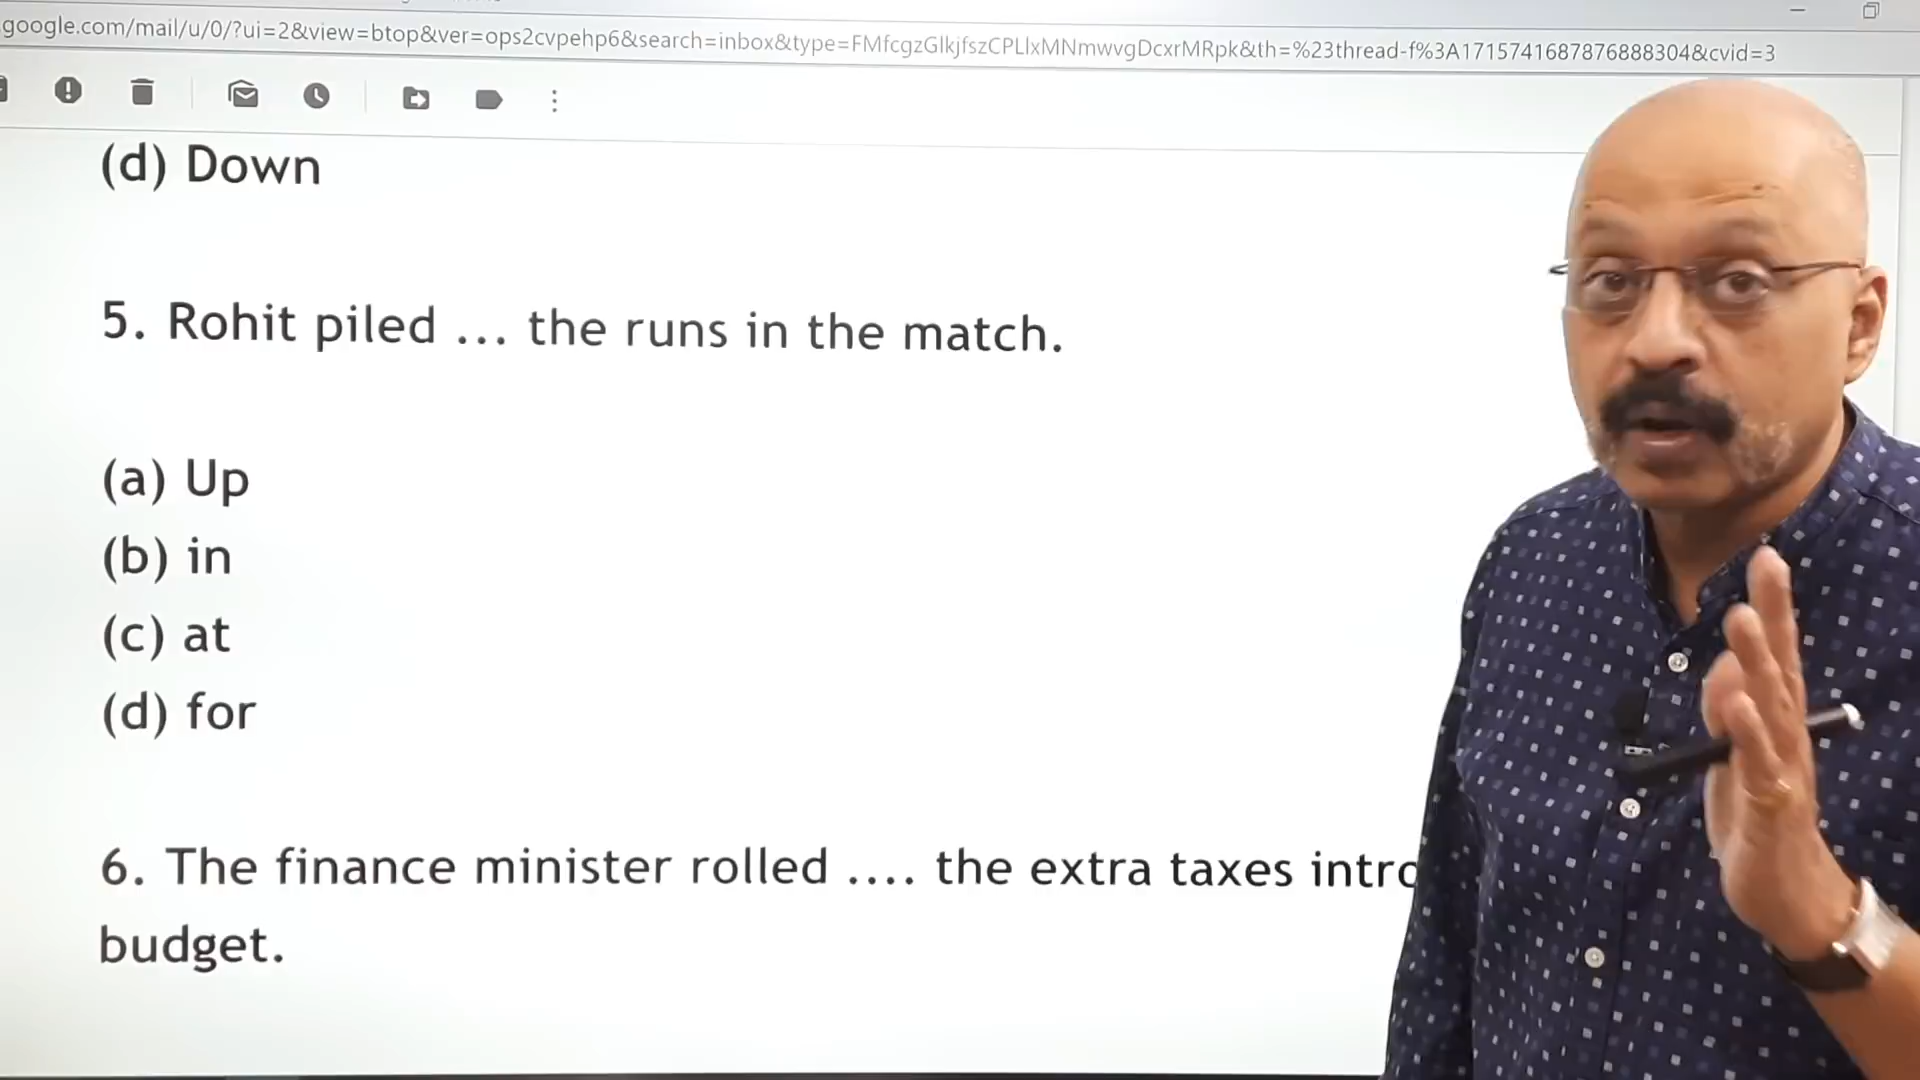 google.com/mail/u/0/?ui=2&view=btop&ver=ops2cvpehp6&search=inbox&type=FMfcgzGlkjfszCPLlxMNmwvgDcxrMRpk&th=%23thread-f%3A1715741687876888304&cvid=3
(d) Down
5. Rohit piled ... the runs in the match.
(a) Up
(b) in
(c) at
(d) for
6. The finance minister rolled .... the extra taxes
budget.